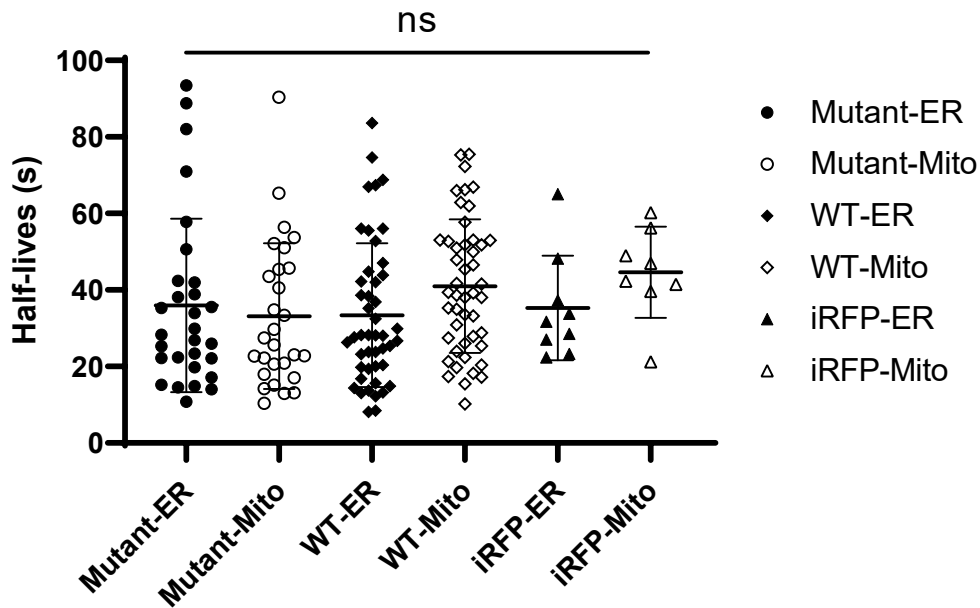 ns
Half-lives (s)
100
80
60
40
20
0
Mutant-ER
Mutant-Mito
WT-ER
WT-Mito
iRFP-ER
iRFP-Mito
Mutant-ER
Mutant-Mito
WT-ER
WT-Mito
iRFP-ER
iRFP-Mito